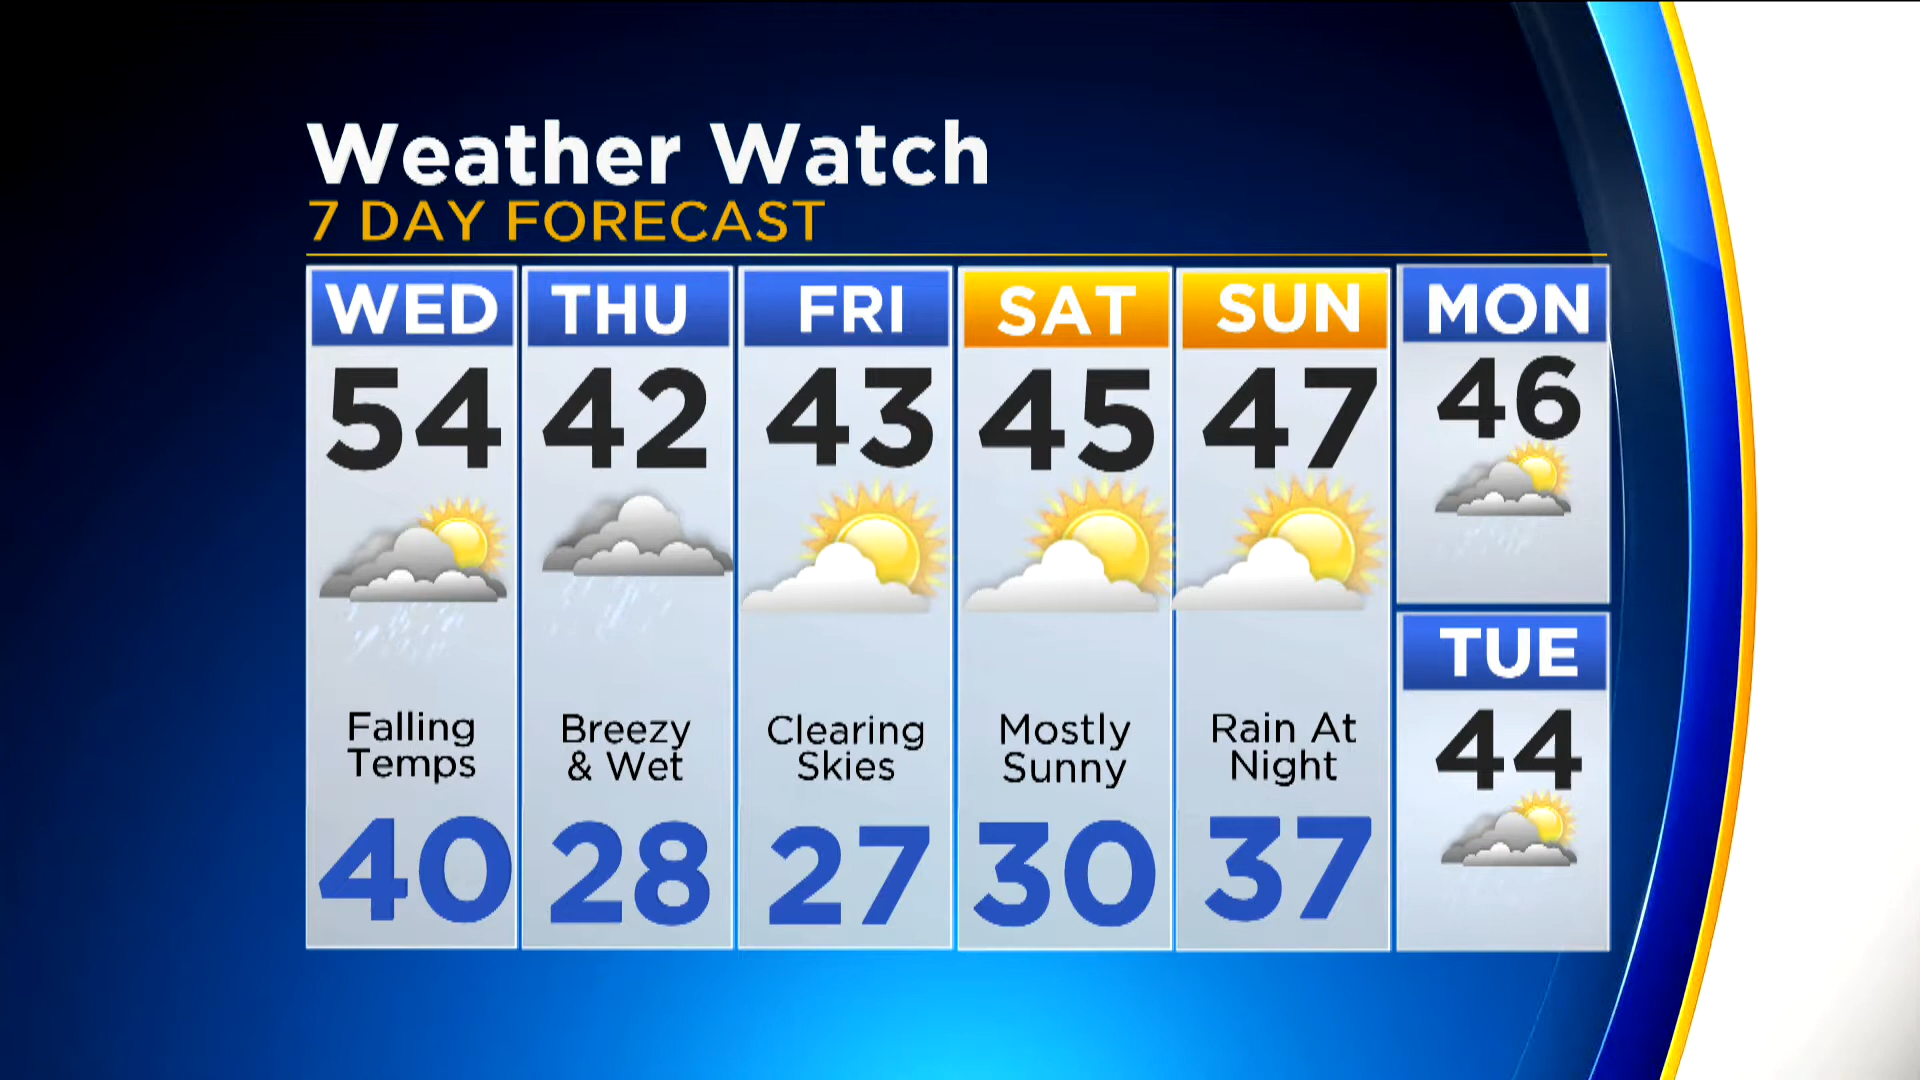 Weather Watch
7 DAY FORECAST
WED
54
Falling
Temps
40
THU
42
Breezy
& Wet
28
FRI
43
Clearing
Skies
27
SAT
45
Mostly
Sunny
30
SUN
47
Rain At
Night
37
MON
46
TUE
44